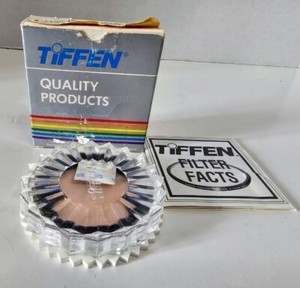 TIFFEN®
QUALITY
PRODUCTS
TIFFEN
FILTER
FACTS